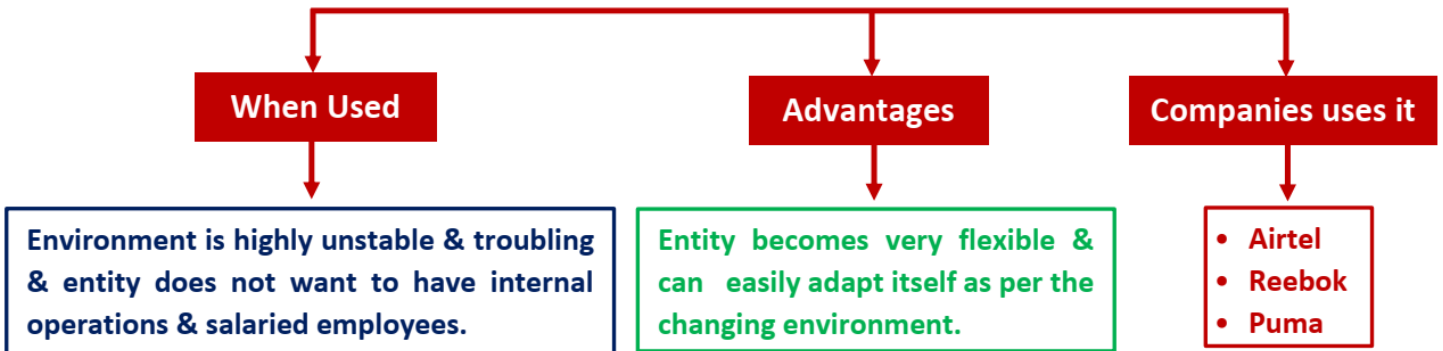 When Used
Environment is highly unstable & troubling
& entity does not want to have internal
operations & salaried employees.
Advantages
Entity becomes very flexible &
can easily adapt itself as per the
changing environment.
Companies uses it
• Airtel
• Reebok
• Puma